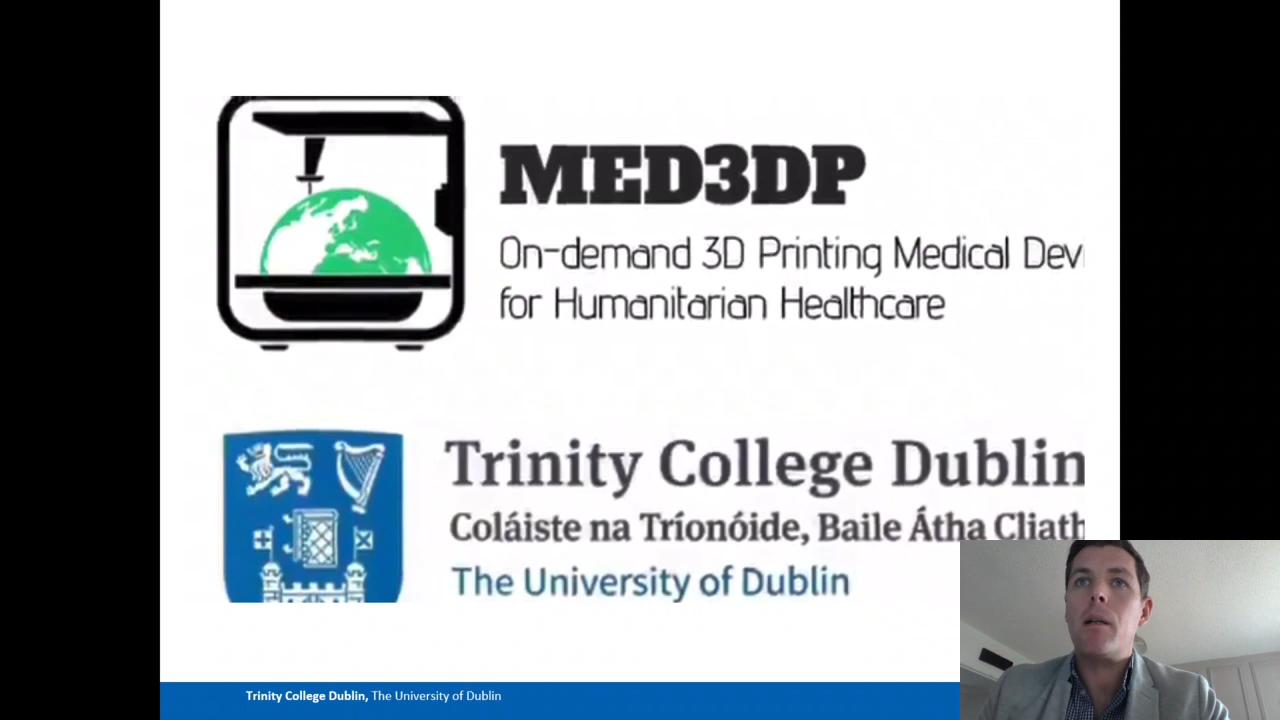 MED3DP
On-demand 3D Printing Medical Devi
for Humanitarian Healthcare
Trinity College Dublin
Coláiste na Tríonóide, Baile Átha Cliath
The University of Dublin
Trinity College Dublin, The University of Dublin